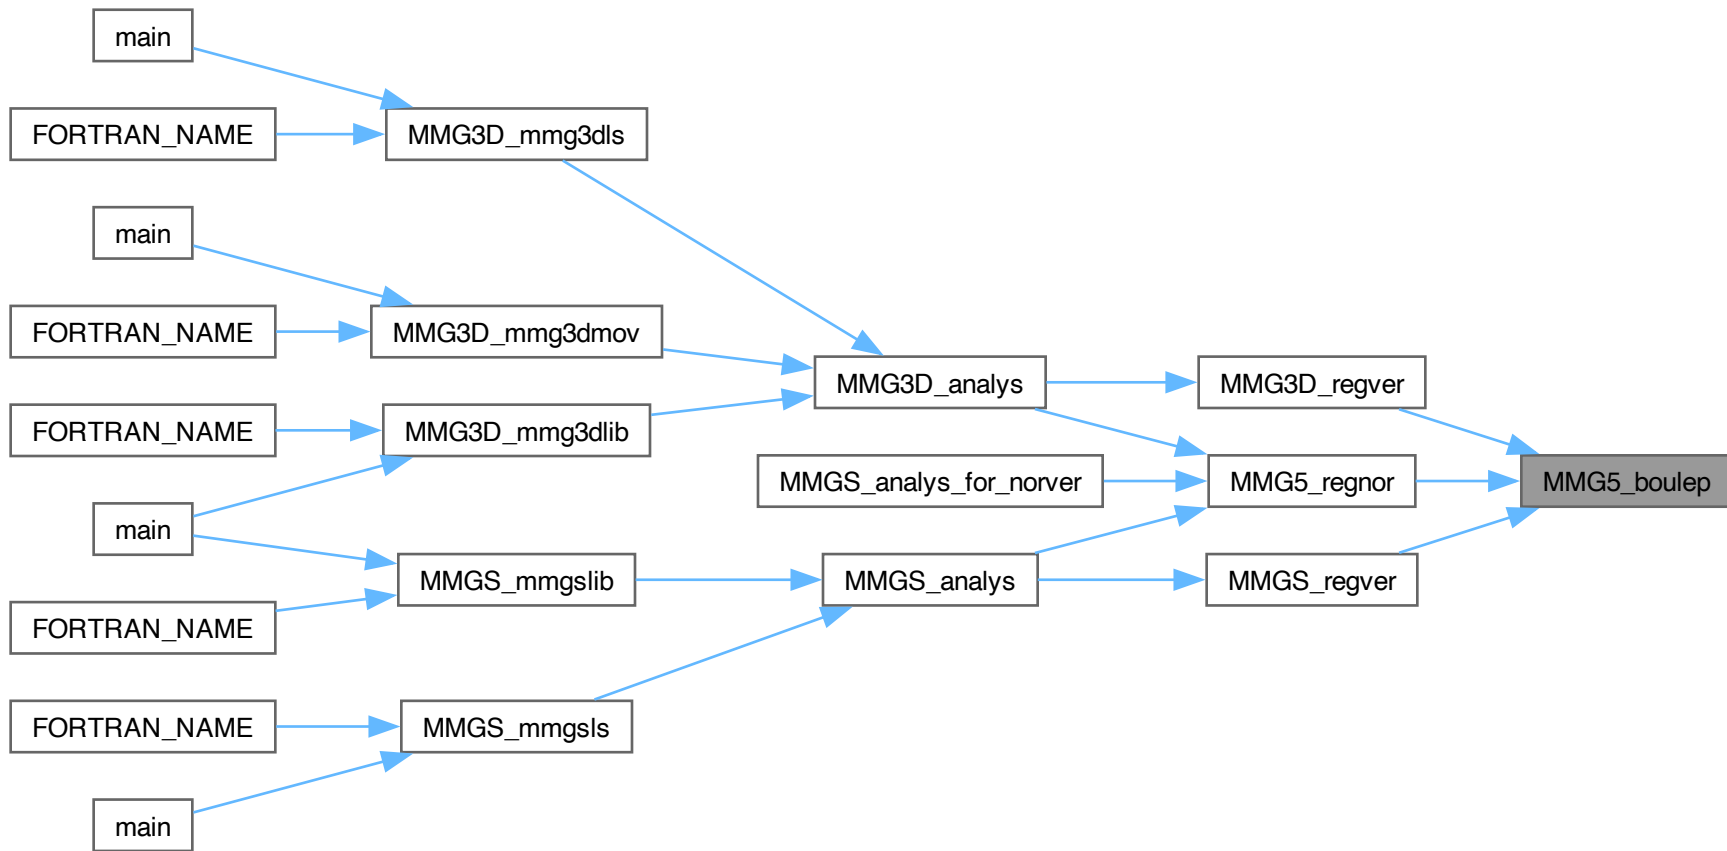 main
FORTRAN_NAME
MMG3D_mmg3dls
main
FORTRAN_NAME
MMG3D_mmg3dmov
MMG3D_analys
MMG3D_regver
FORTRAN_NAME
MMG3D_mmg3dlib
MMGS_analys_for_norver
MMG5_regnor
MMG5_boulep
main
MMGS_mmgslib
MMGS_analys
MMGS_regver
FORTRAN_NAME
FORTRAN_NAME
MMGS_mmgsls
main